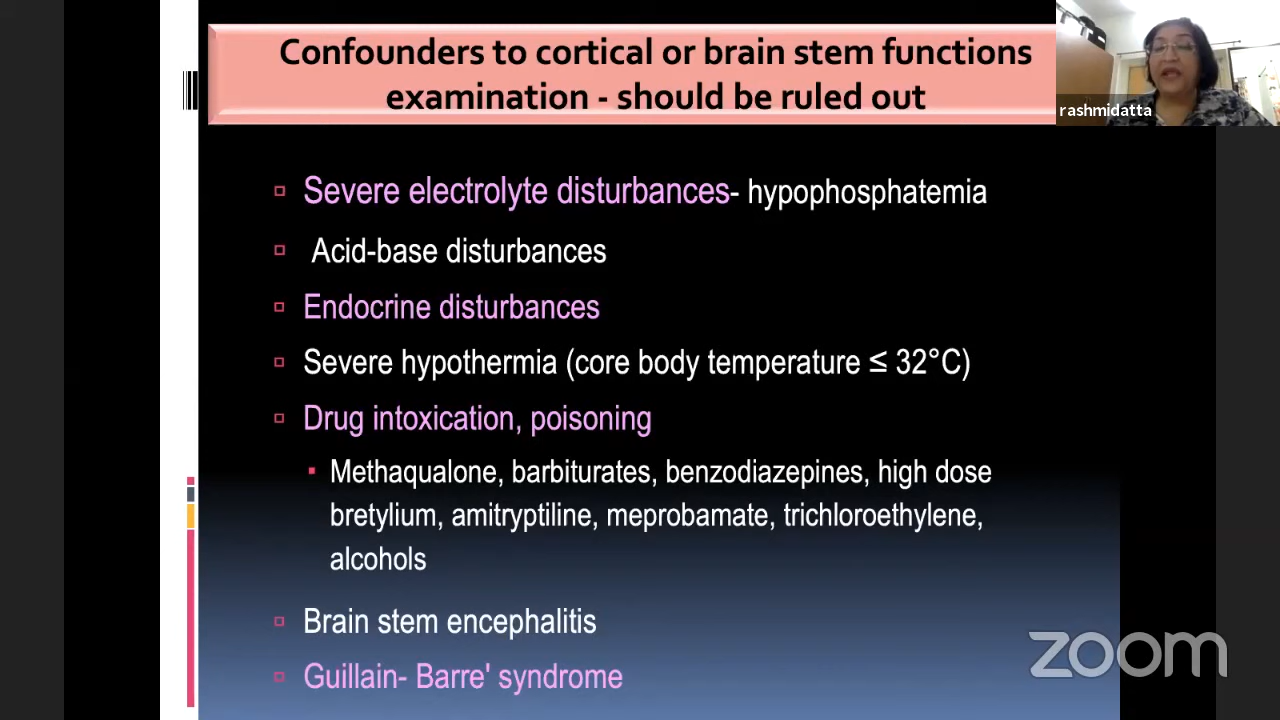 Confounders to cortical or brain stem functions
examination - should be ruled out
rashmidatta
Severe electrolyte disturbances- hypophosphatemia
Acid-base disturbances
Endocrine disturbances
Severe hypothermia (core body temperature ≤ 32°C)
Drug intoxication, poisoning
Methaqualone, barbiturates, benzodiazepines, high dose
bretylium, amitryptiline, meprobamate, trichloroethylene,
alcohols
Brain stem encephalitis
Guillain- Barre' syndrome
zoom